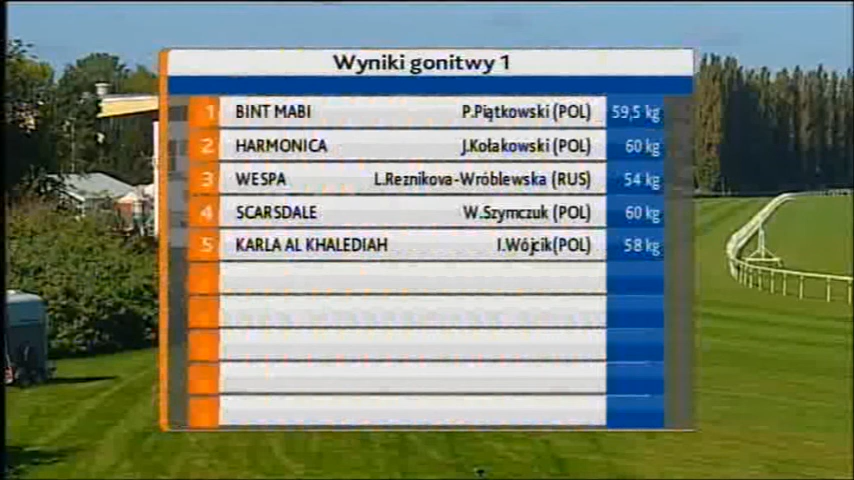 Wyniki gonitwy 1
1 BINT MABI P.Piątkowski (POL) 59,5 kg
2 HARMONICA J.Kołakowski (POL) 60 kg
3 WESPA L.Reznikova-Wróblewska (RUS) 54 kg
4 SCARSDALE W.Szymczuk (POL) 60 kg
5 KARLA AL KHALEDIAH I.Wójcik(POL) 58 kg